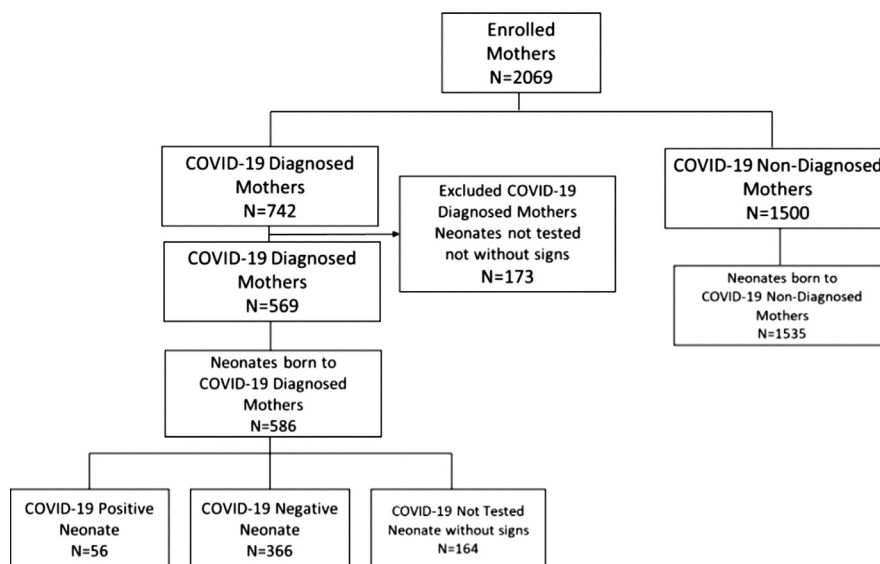 Enrolled
Mothers
N=2069
COVID-19 Diagnosed
Mothers
N=742
Excluded COVID-19
Diagnosed Mothers
Neonates not tested
not without signs
N=173
COVID-19 Non-Diagnosed
Mothers
N=1500
COVID-19 Diagnosed
Mothers
N=569
Neonates born to
COVID-19 Non-Diagnosed
Mothers
N=1535
Neonates born to
COVID-19 Diagnosed
Mothers
N=586
COVID-19 Positive
Neonate
N=56
COVID-19 Negative
Neonate
N=366
COVID-19 Not Tested
Neonate without signs
N=164